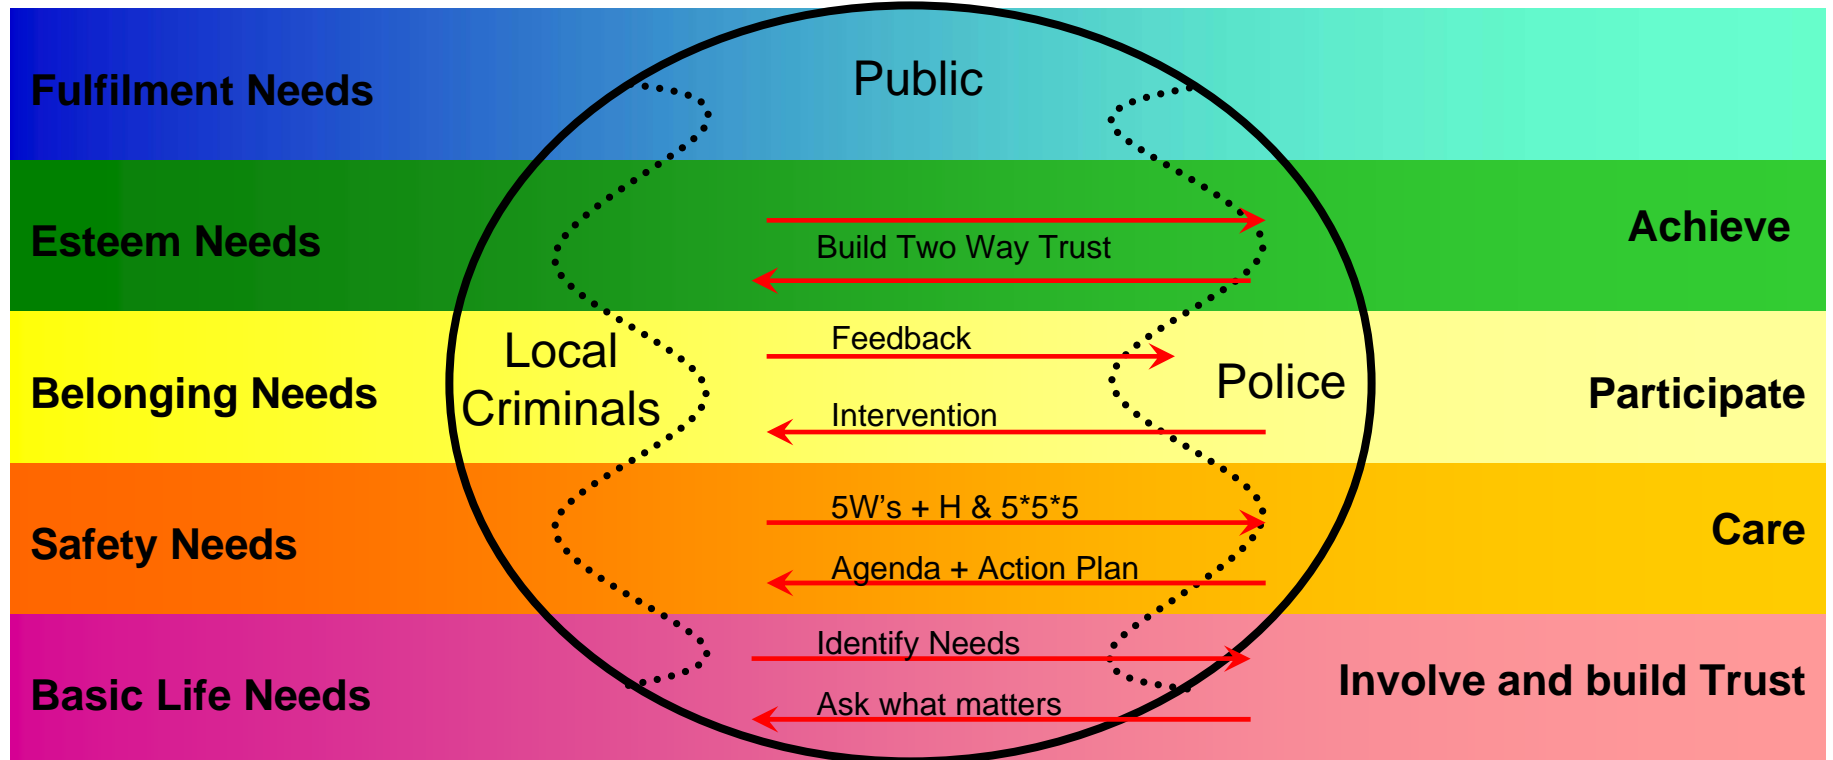 Fulfilment Needs
Public
Esteem Needs
Build Two Way Trust
Achieve
Belonging Needs
Local
Criminals
Feedback
Intervention
Police
Participate
Safety Needs
5W's + H & 5*5*5
Agenda + Action Plan
Care
Basic Life Needs
Identify Needs
Ask what matters
Involve and build Trust